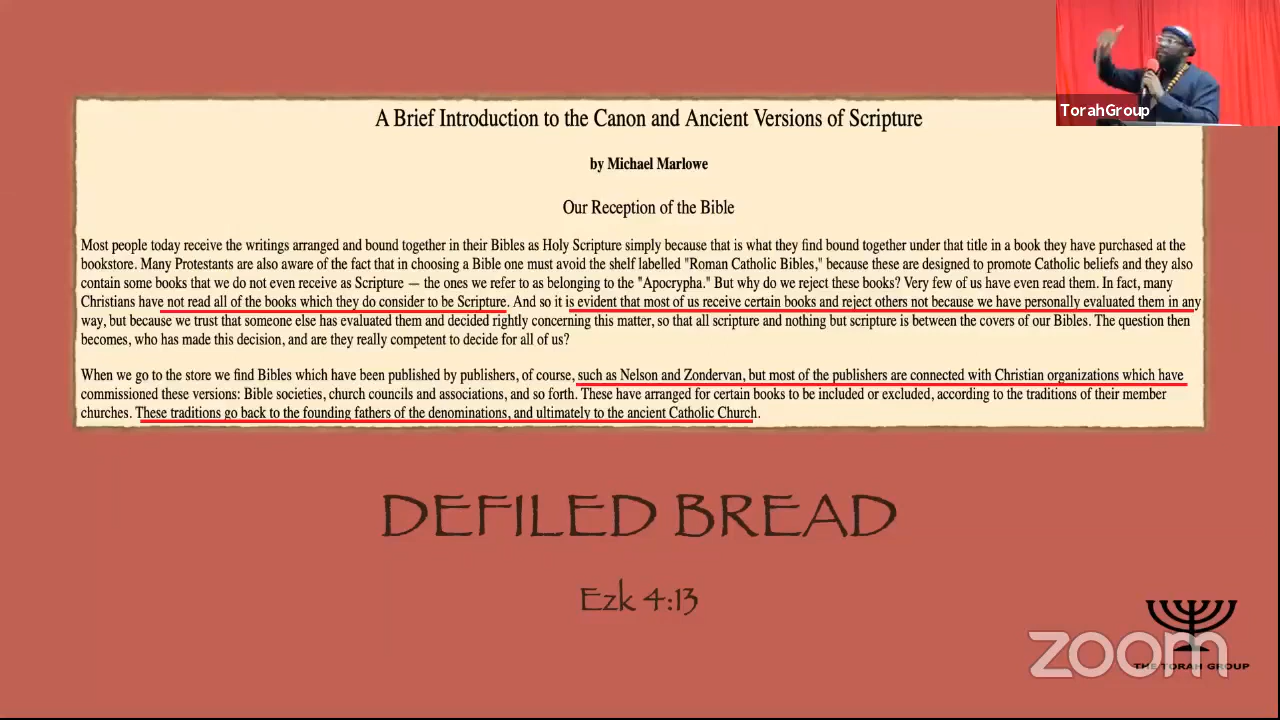 TorahGroup
A Brief Introduction to the Canon and Ancient Versions of Scripture
by Michael Marlowe
Our Reception of the Bible
Most people today receive the writings arranged and bound together in their Bibles as Holy Scripture simply because that is what they find bound together under that title in a book they have purchased at the
bookstore. Many Protestants are also aware of the fact that in choosing a Bible one must avoid the shelf labelled "Roman Catholic Bibles," because these are designed to promote Catholic beliefs and they also
contain some books that we do not even receive as Scripture — the ones we refer to as belonging to the "Apocrypha." But why do we reject these books? Very few of us have even read them. In fact, many
Christians have not read all of the books which they do consider to be Scripture. And so it is evident that most of us receive certain books and reject others not because we have personally evaluated them in any
way, but because we trust that someone else has evaluated them and decided rightly concerning this matter, so that all scripture and nothing but scripture is between the covers of our Bibles. The question then
becomes, who has made this decision, and are they really competent to decide for all of us?
When we go to the store we find Bibles which have been published by publishers, of course, such as Nelson and Zondervan, but most of the publishers are connected with Christian organizations which have
commissioned these versions: Bible societies, church councils and associations, and so forth. These have arranged for certain books to be included or excluded, according to the traditions of their member
churches. These traditions go back to the founding fathers of the denominations, and ultimately to the ancient Catholic Church.
DEFILED BREAD
Ezk 4:13
zoom
THE TORAH GROUP